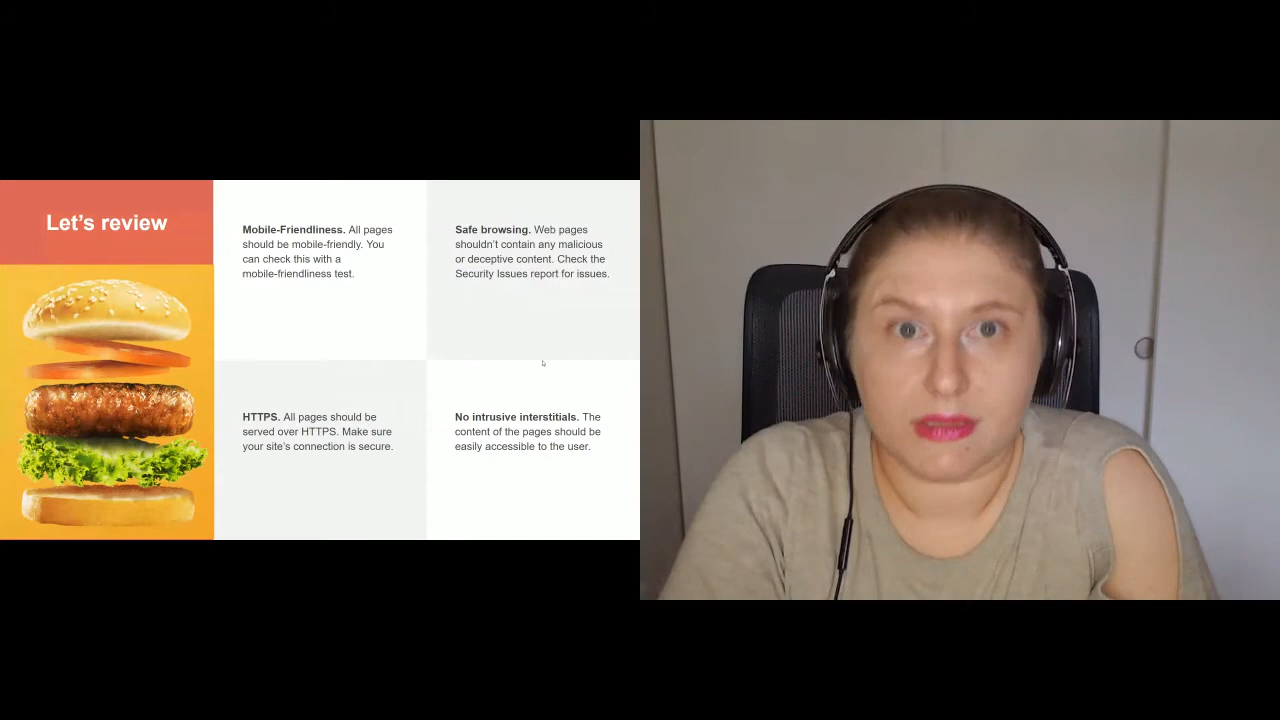 Let's review
Mobile-Friendliness. All pages
should be mobile-friendly. You
can check this with a
mobile-friendliness test.
Safe browsing. Web pages
shouldn't contain any malicious
or deceptive content. Check the
Security Issues report for issues.
HTTPS. All pages should be
served over HTTPS. Make sure
your site's connection is secure.
No intrusive interstitials. The
content of the pages should be
easily accessible to the user.